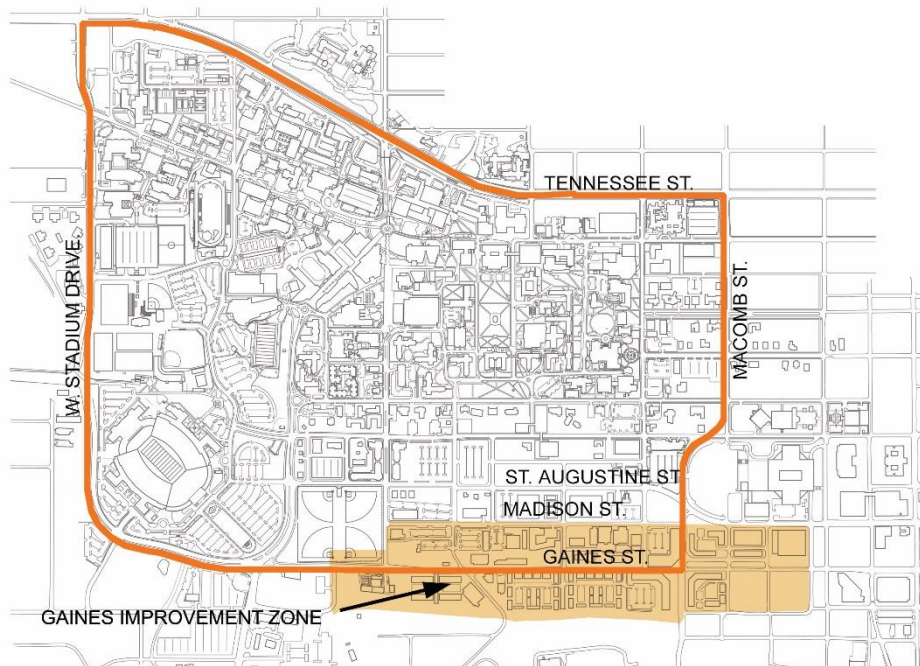 TENNESSEE ST.
W. STADIUM DRIVE
MACOMB ST.
ST. AUGUSTINE ST
MADISON ST.
GAINES ST.
GAINES IMPROVEMENT ZONE